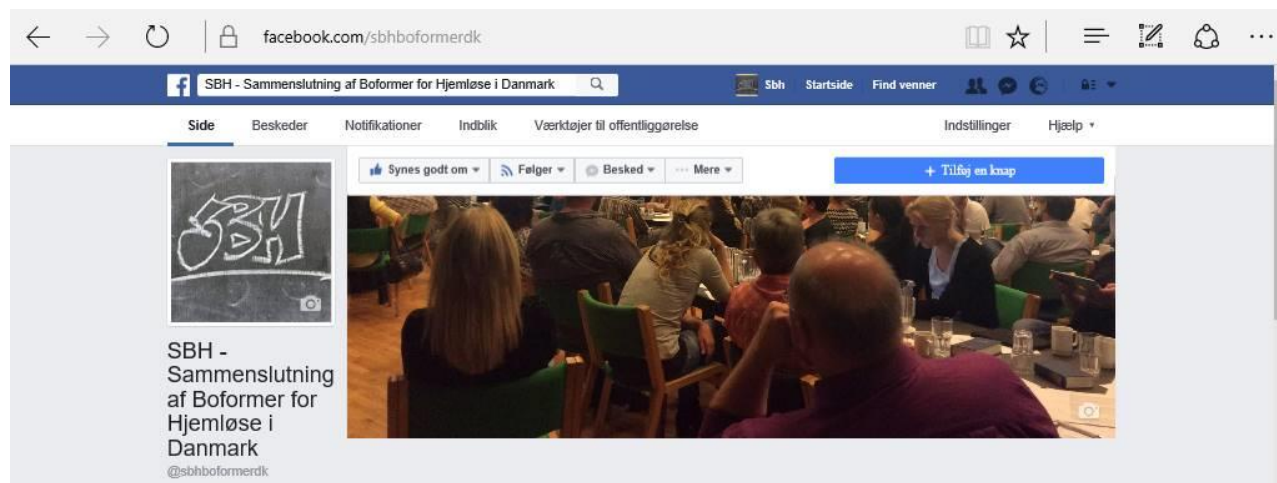 facebook.com/sbhboformerdk
SBH - Sammenslutning af Boformer for Hjemløse i Danmark
Sbh Startside Find venner
Side Beskeder Notifikationer Indblik Værktøjer til offentliggørelse Indstillinger Hjælp
Synes godt om Følger Besked ··· Mere + Tilføj en knap
SBH
SBH -
Sammenslutning
af Boformer for
Hjemløse i
Danmark
@sbhboformerdk